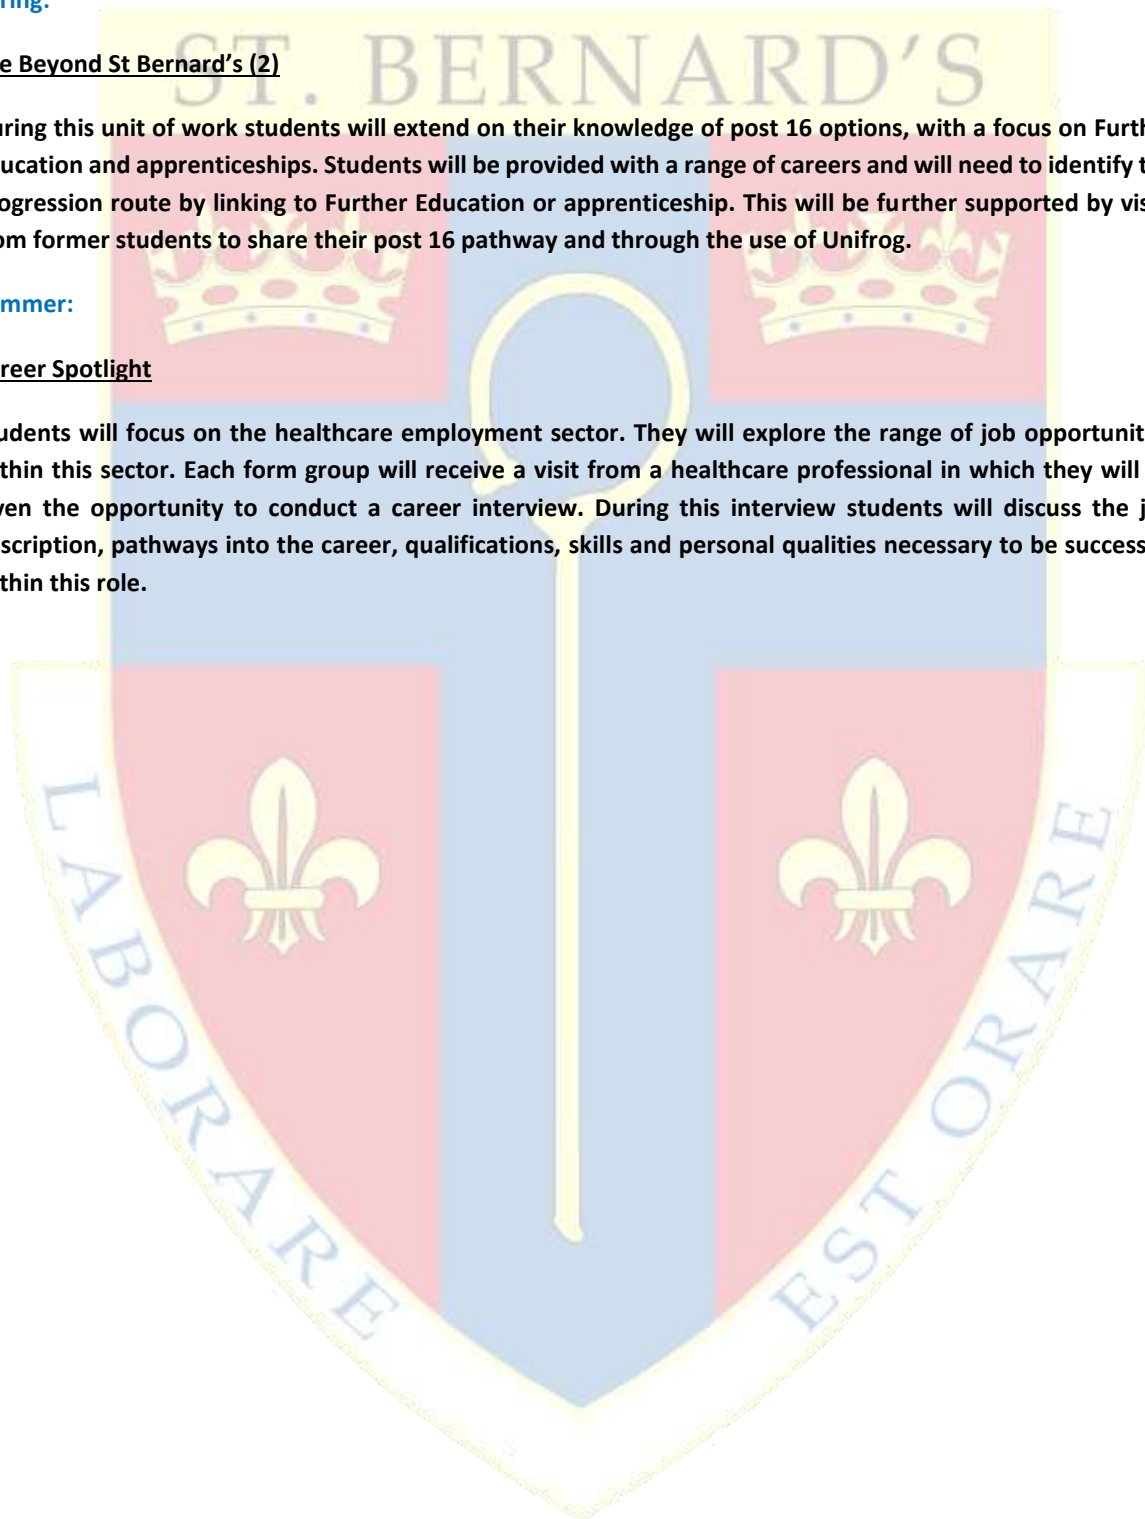 ring:
ST. BERNARD'S
e Beyond St Bernard's (2)
uring this unit of work students will extend on their knowledge of post 16 options, with a focus on Furth
ucation and apprenticeships. Students will be provided with a range of careers and will need to identify t
ogression route by linking to Further Education or apprenticeship. This will be further supported by vis
om former students to share their post 16 pathway and through the use of Unifrog.
mmer:
reer Spotlight
udents will focus on the healthcare employment sector. They will explore the range of job opportunit
thin this sector. Each form group will receive a visit from a healthcare professional in which they will
ven the opportunity to conduct a career interview. During this interview students will discuss the j
scription, pathways into the career, qualifications, skills and personal qualities necessary to be success
thin this role.
LABORARE EST ORARE